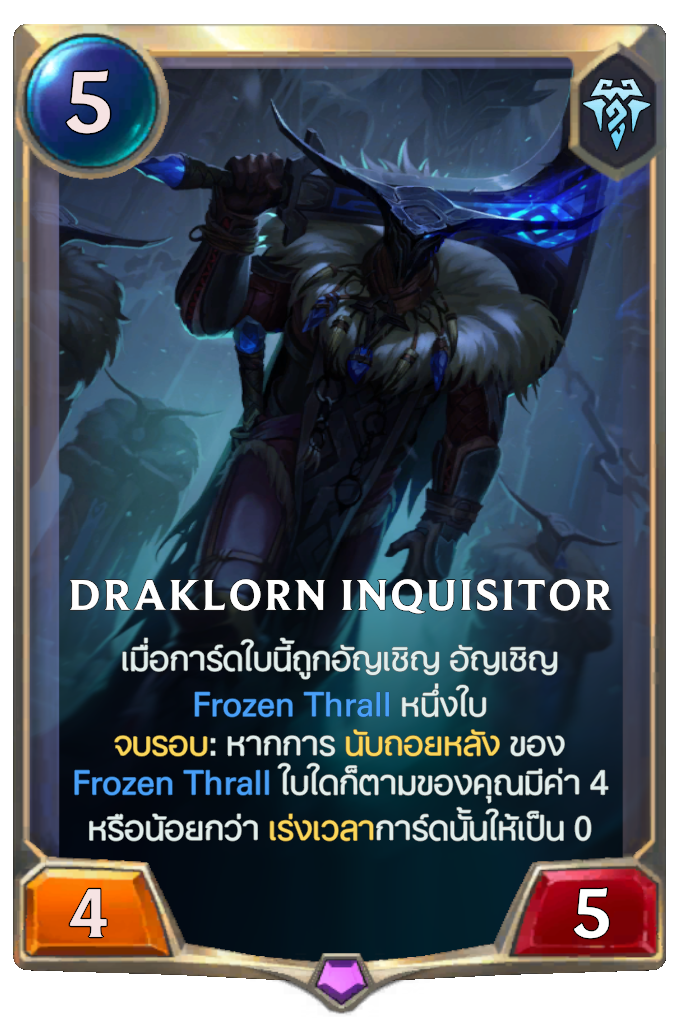 5
DRAKLORN INQUISITOR
เมื่อการ์ดใบนี้ถูกอัญเชิญ อัญเชิญ
Frozen Thrall หนึ่งใบ
จบรอบ: หากการ นับถอยหลัง ของ
Frozen Thrall ใบใดก็ตามของคุณมีค่า 4
หรือน้อยกว่า เร่งเวลาการ์ดนั้นให้เป็น 0
4
5